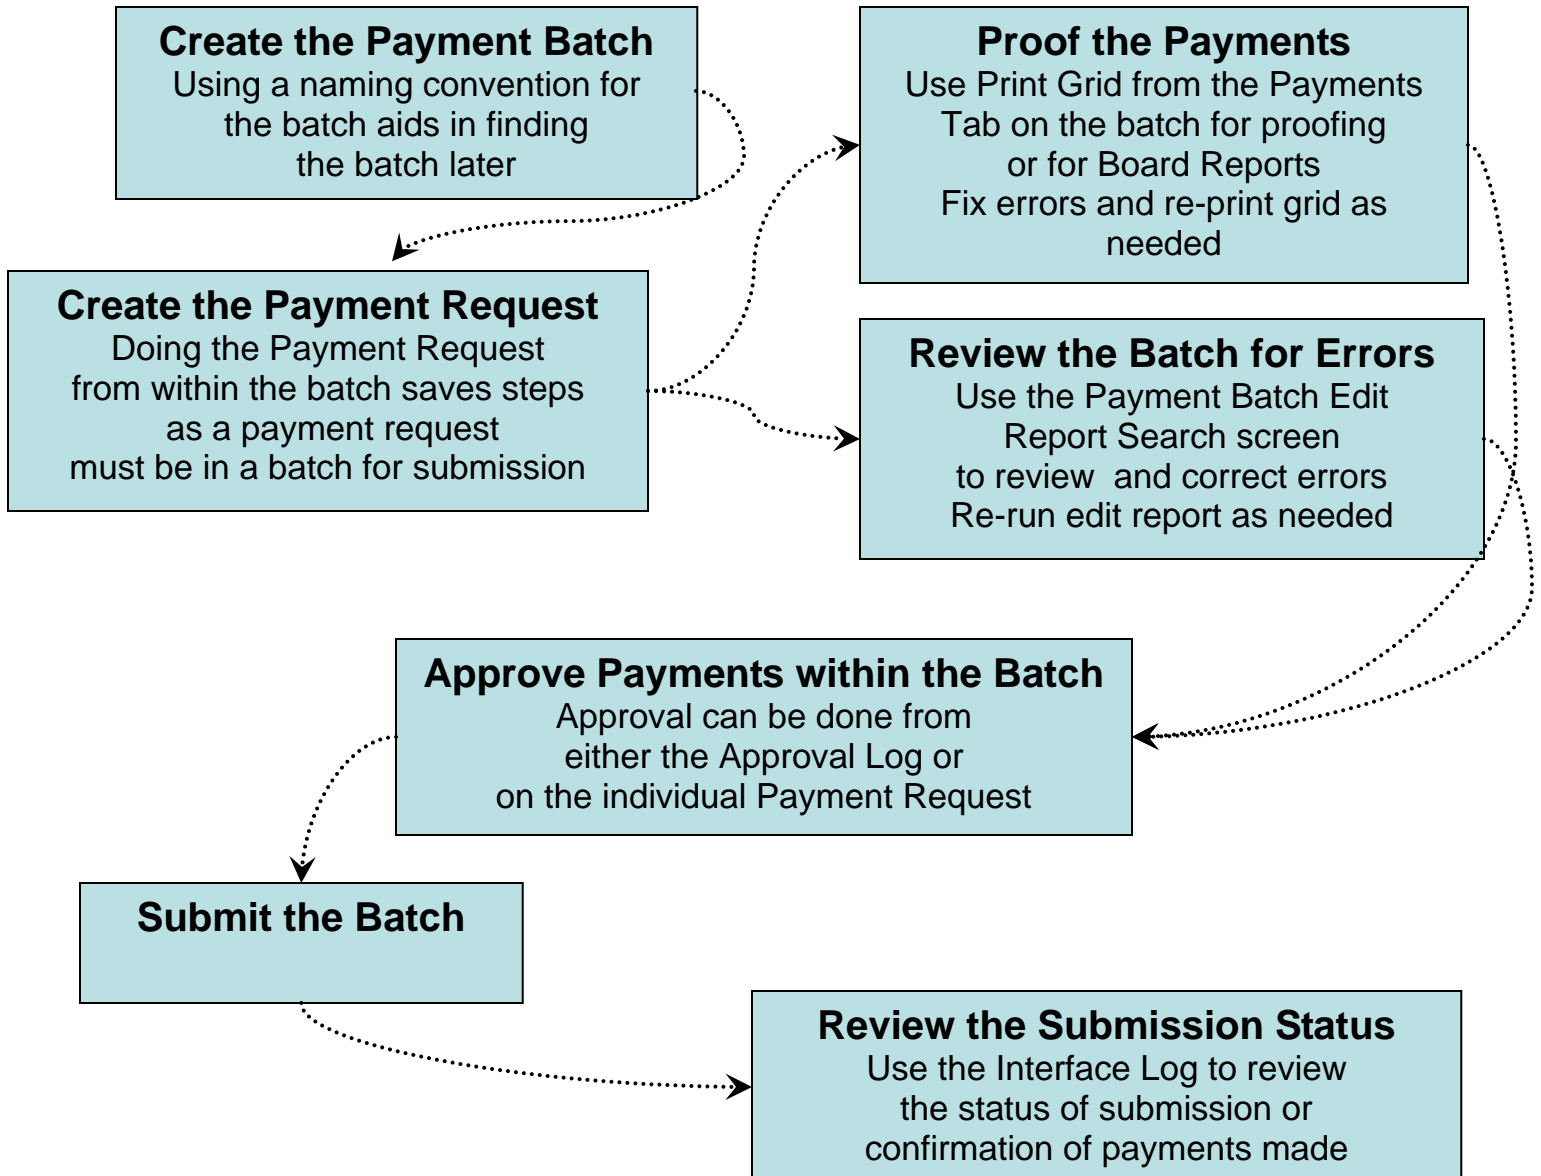 Create the Payment Batch
Using a naming convention for
the batch aids in finding
the batch later
Create the Payment Request
Doing the Payment Request
from within the batch saves steps
as a payment request
must be in a batch for submission
Proof the Payments
Use Print Grid from the Payments
Tab on the batch for proofing
or for Board Reports
Fix errors and re-print grid as
needed
Review the Batch for Errors
Use the Payment Batch Edit
Report Search screen
to review  and correct errors
Re-run edit report as needed
Approve Payments within the Batch
Approval can be done from
either the Approval Log or
on the individual Payment Request
Submit the Batch
Review the Submission Status
Use the Interface Log to review
the status of submission or
confirmation of payments made